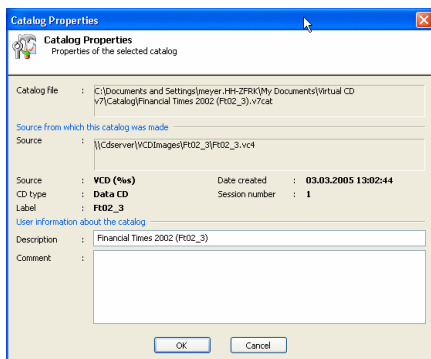 Catalog Properties
Catalog Properties
Properties of the selected catalog
Catalog file : C:\Documents and Settings\meyer.HH-ZFRK\My Documents\Virtual CD
v7\Catalog\Financial Times 2002 (Ft02_3).v7cat
Source from which this catalog was made
Source : \\Cdserver\VCDImages\Ft02_3\Ft02_3.vc4
Source : VCD (%s) Date created : 03.03.2005 13:02:44
CD type : Data CD Session number : 1
Label : Ft02_3
User information about the catalog
Description : Financial Times 2002 (Ft02_3)
Comment :
OK Cancel